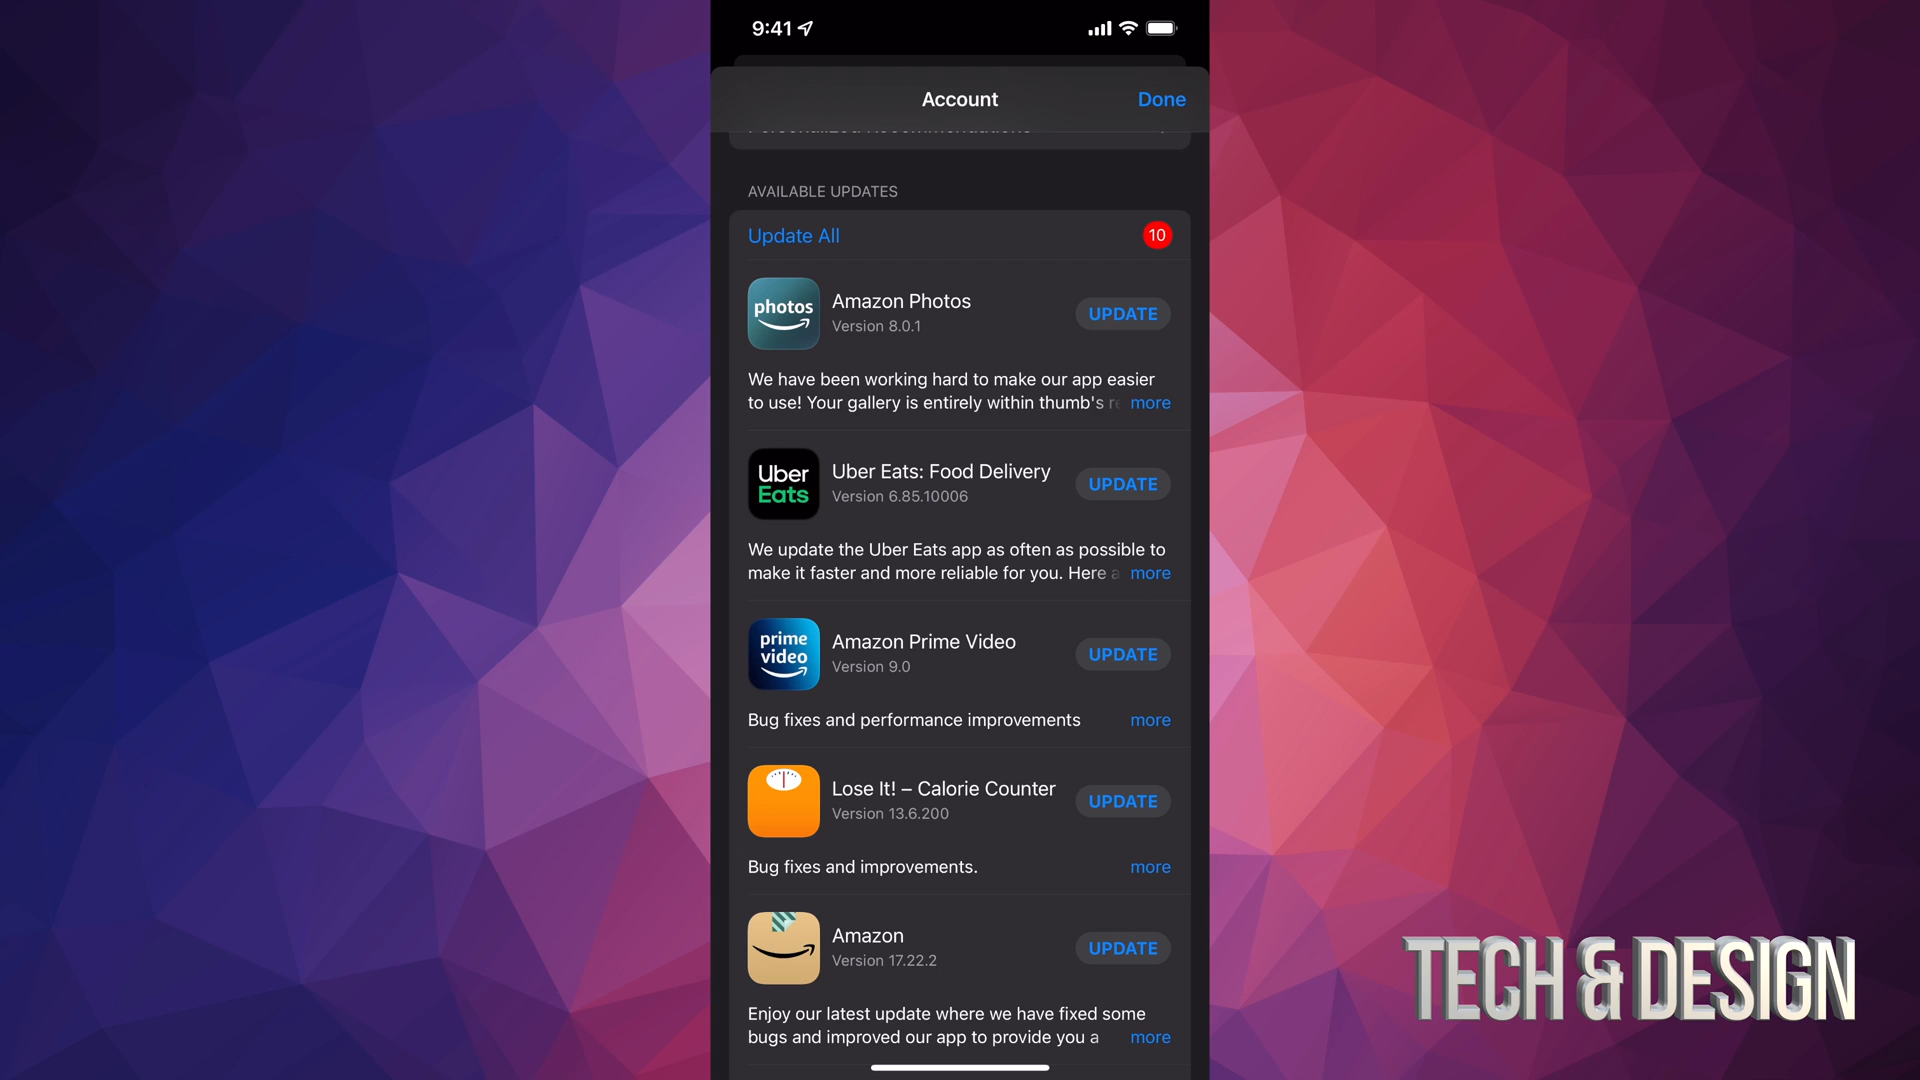 9:41
Account
Done
Personalized Recommendations
AVAILABLE UPDATES
Update All
10
photos
Amazon Photos
Version 8.0.1
UPDATE
We have been working hard to make our app easier
to use! Your gallery is entirely within thumb's re more
Uber
Eats
Uber Eats: Food Delivery
Version 6.85.10006
UPDATE
We update the Uber Eats app as often as possible to
make it faster and more reliable for you. Here a more
prime
video
Amazon Prime Video
Version 9.0
UPDATE
Bug fixes and performance improvements more
Lose It! – Calorie Counter
Version 13.6.200
UPDATE
Bug fixes and improvements. more
Amazon
Version 17.22.2
UPDATE
Enjoy our latest update where we have fixed some
bugs and improved our app to provide you a more
TECH & DESIGN